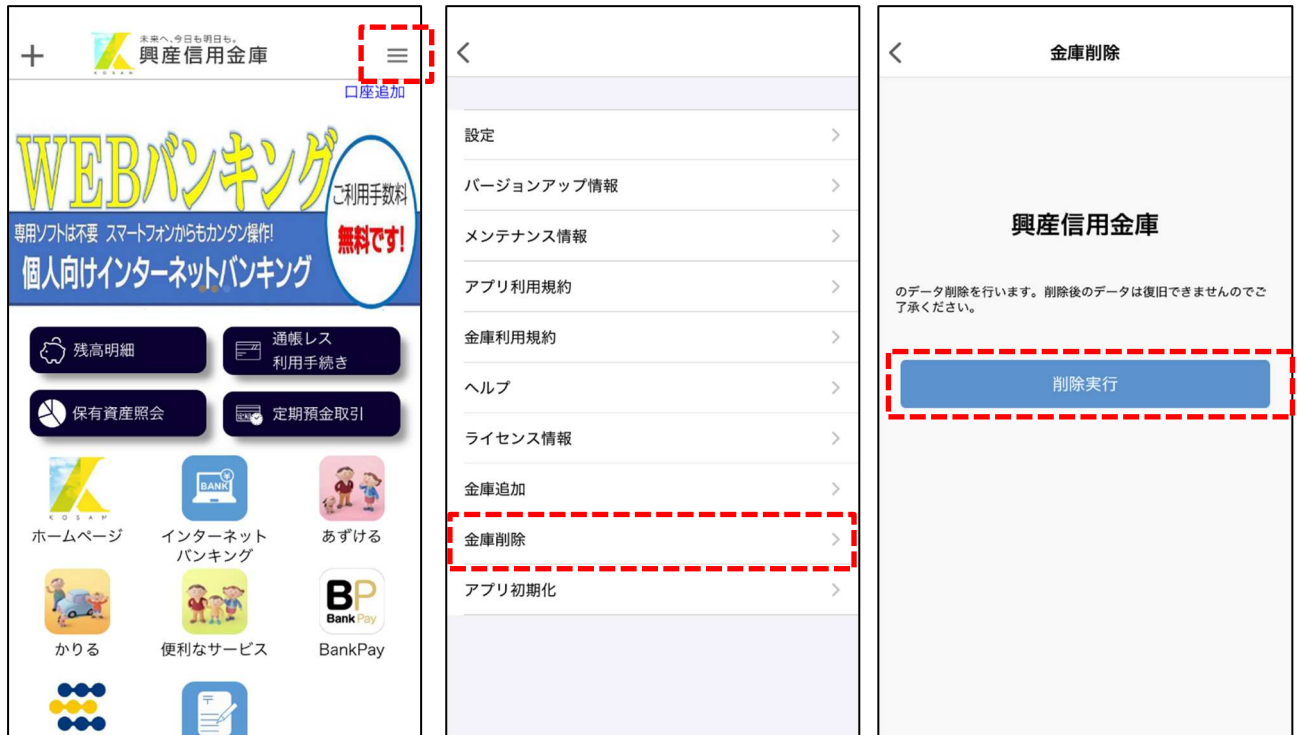 未来へ、今日も明日も。
興産信用金庫
KOSAN
口座追加
WEBバンキング
ご利用手数料
無料です!
専用ソフトは不要 スマートフォンからもカンタン操作!
個人向けインターネットバンキング
残高明細
通帳レス
利用手続き
保有資産照会
定期預金取引
KOSAN
BANK
ホームページ
インターネット
バンキング
あずける
BP
Bank Pay
かりる
便利なサービス
BankPay
設定
バージョンアップ情報
メンテナンス情報
アプリ利用規約
金庫利用規約
ヘルプ
ライセンス情報
金庫追加
金庫削除
アプリ初期化
金庫削除
興産信用金庫
のデータ削除を行います。削除後のデータは復旧できませんのでご
了承ください。
削除実行